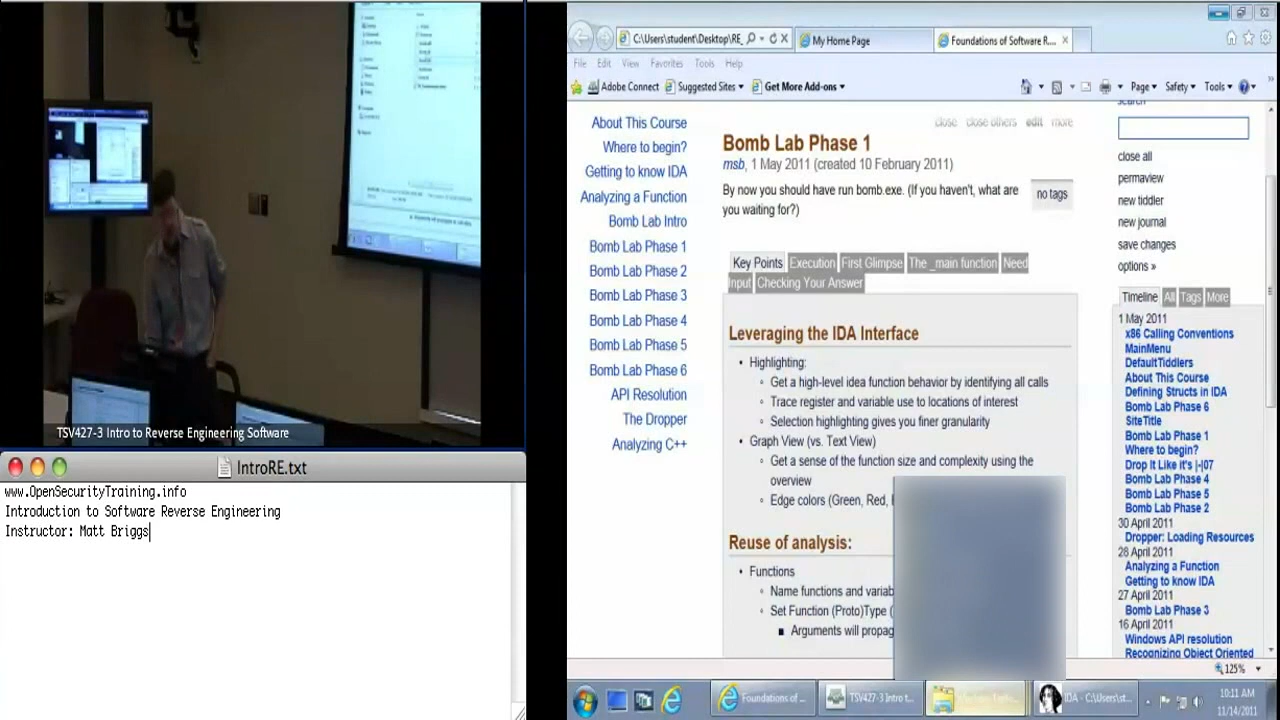 TSV427-3 Intro to Reverse Engineering Software
IntroRE.txt
www.OpenSecurityTraining.info
Introduction to Software Reverse Engineering
Instructor: Matt Briggs
C:\Users\student\Desktop\RE_
My Home Page
Foundations of Software R...
File Edit View Favorites Tools Help
Adobe Connect Suggested Sites Get More Add-ons
Page Safety Tools
About This Course
Where to begin?
Getting to know IDA
Analyzing a Function
Bomb Lab Intro
Bomb Lab Phase 1
Bomb Lab Phase 2
Bomb Lab Phase 3
Bomb Lab Phase 4
Bomb Lab Phase 5
Bomb Lab Phase 6
API Resolution
The Dropper
Analyzing C++
close close others edit more
Bomb Lab Phase 1
msb, 1 May 2011 (created 10 February 2011)
By now you should have run bomb.exe. (If you haven't, what are
you waiting for?)
no tags
Key Points Execution First Glimpse The _main function Need
Input Checking Your Answer
Leveraging the IDA Interface
• Highlighting:
◦ Get a high-level idea function behavior by identifying all calls
◦ Trace register and variable use to locations of interest
◦ Selection highlighting gives you finer granularity
• Graph View (vs. Text View)
◦ Get a sense of the function size and complexity using the
overview
◦ Edge colors (Green, Red,
Reuse of analysis:
• Functions
◦ Name functions and variab
◦ Set Function (Proto)Type (
▪ Arguments will propag
search
close all
permaview
new tiddler
new journal
save changes
options »
Timeline All Tags More
1 May 2011
x86 Calling Conventions
MainMenu
DefaultTiddlers
About This Course
Defining Structs in IDA
Bomb Lab Phase 6
SiteTitle
Bomb Lab Phase 1
Where to begin?
Drop It Like it's |-|07
Bomb Lab Phase 4
Bomb Lab Phase 5
Bomb Lab Phase 2
30 April 2011
Dropper: Loading Resources
28 April 2011
Analyzing a Function
Getting to know IDA
27 April 2011
Bomb Lab Phase 3
16 April 2011
Windows API resolution
Recognizing Object Oriented
125%
Foundations of ...
TSV427-3 Intro t...
IDA - C:\Users\st...
10:11 AM
11/14/2011